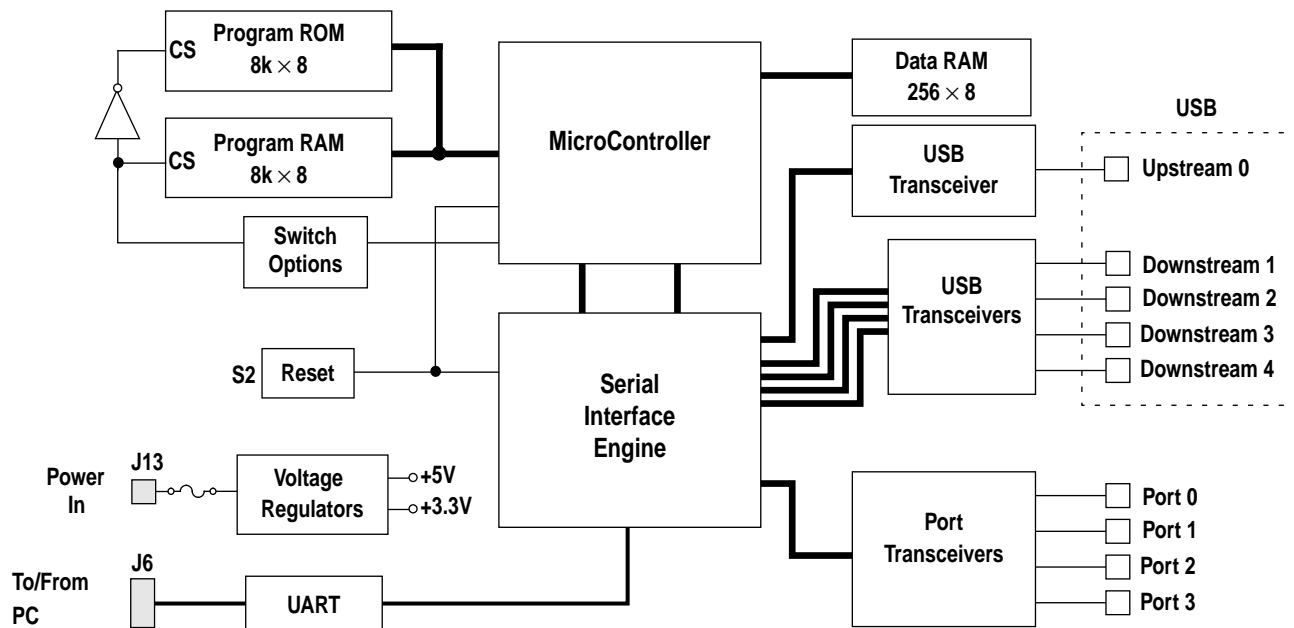 CS
Program ROM
8k × 8
CS
Program RAM
8k × 8
Switch
Options
MicroController
Data RAM
256 × 8
USB
USB
Transceiver
Upstream 0
USB
Transceivers
Downstream 1
Downstream 2
Downstream 3
Downstream 4
S2
Reset
Serial
Interface
Engine
Power
In
J13
Voltage
Regulators
+5V
+3.3V
Port
Transceivers
Port 0
Port 1
Port 2
Port 3
To/From
PC
J6
UART